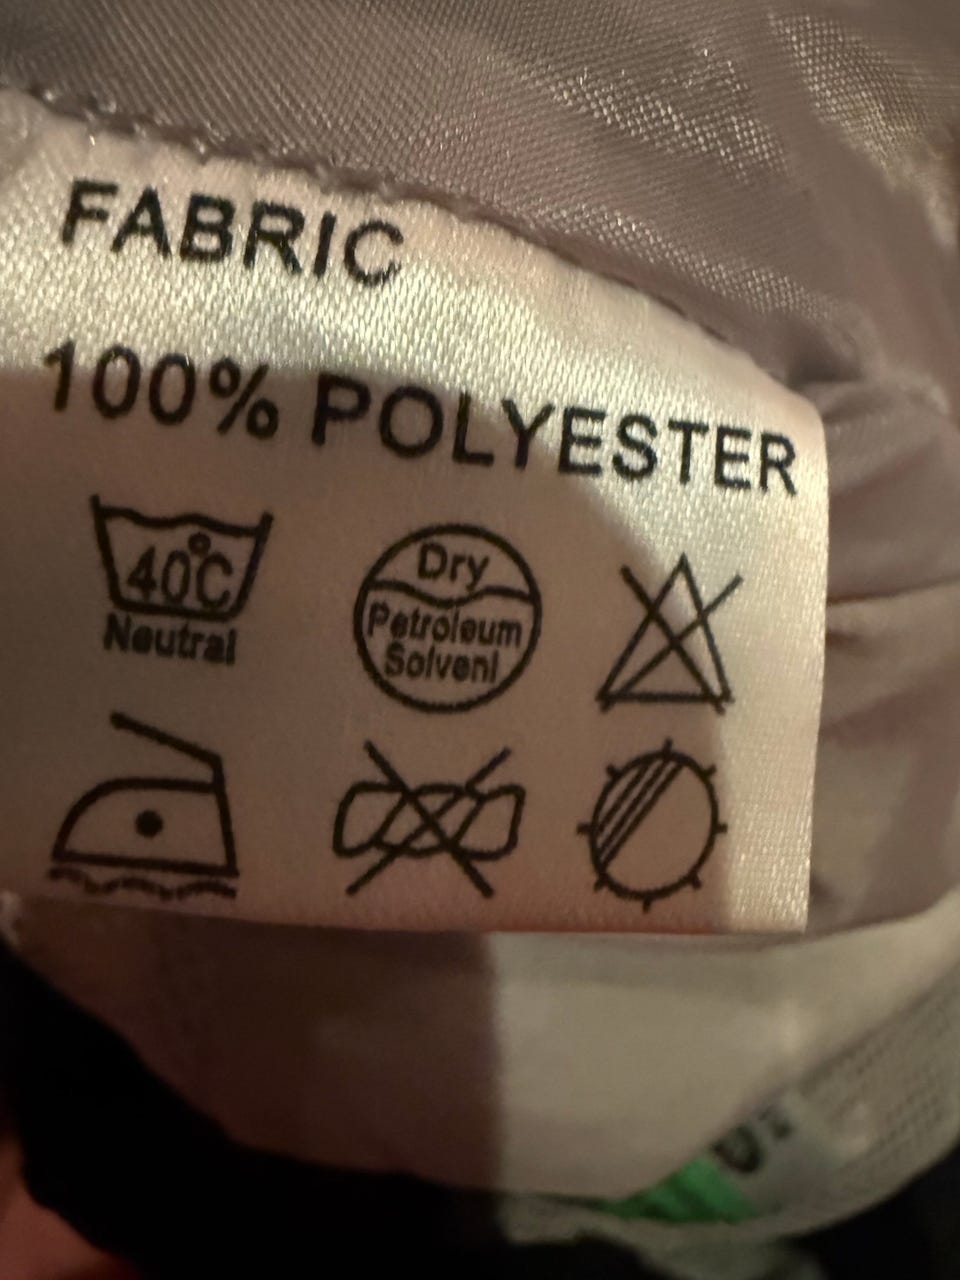 FABRIC
100% POLYESTER
40°C
Neutral
Dry
Petroleum
Solvent